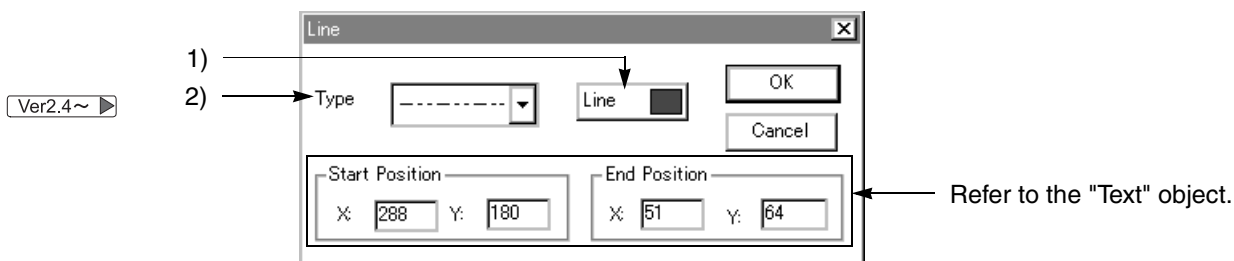 Line
1)
OK
Ver2.4~
2)
Type
Line
Cancel
Start Position
End Position
X: 288 Y: 180
X: 51 Y: 64
Refer to the "Text" object.